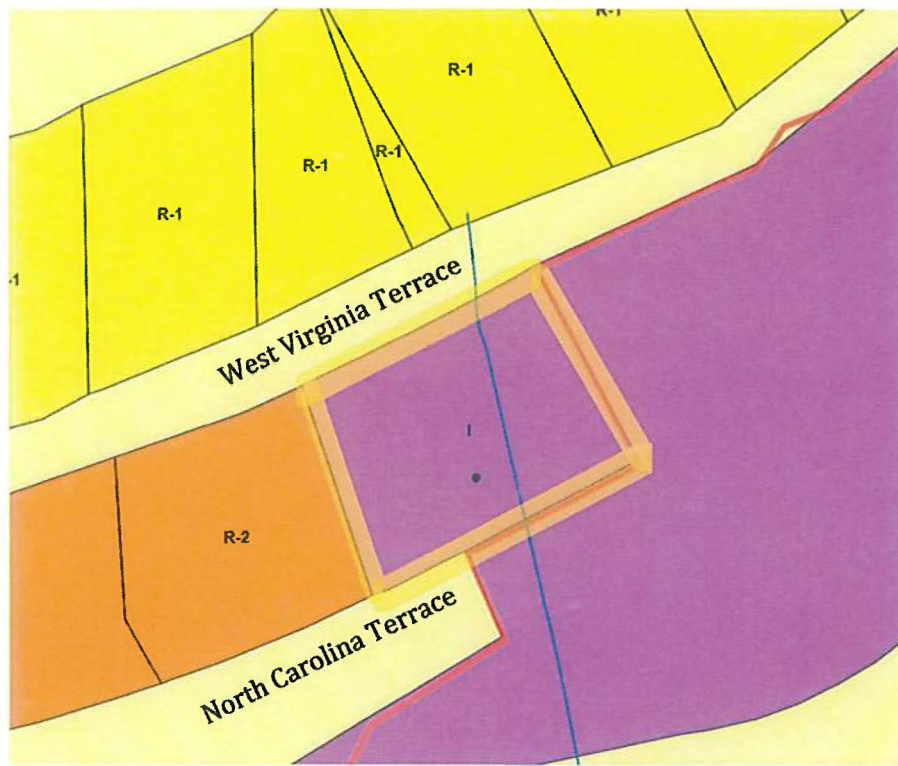 R-1
R-1
R-1
R-1
R-1
-1
West Virginia Terrace
I
R-2
North Carolina Terrace